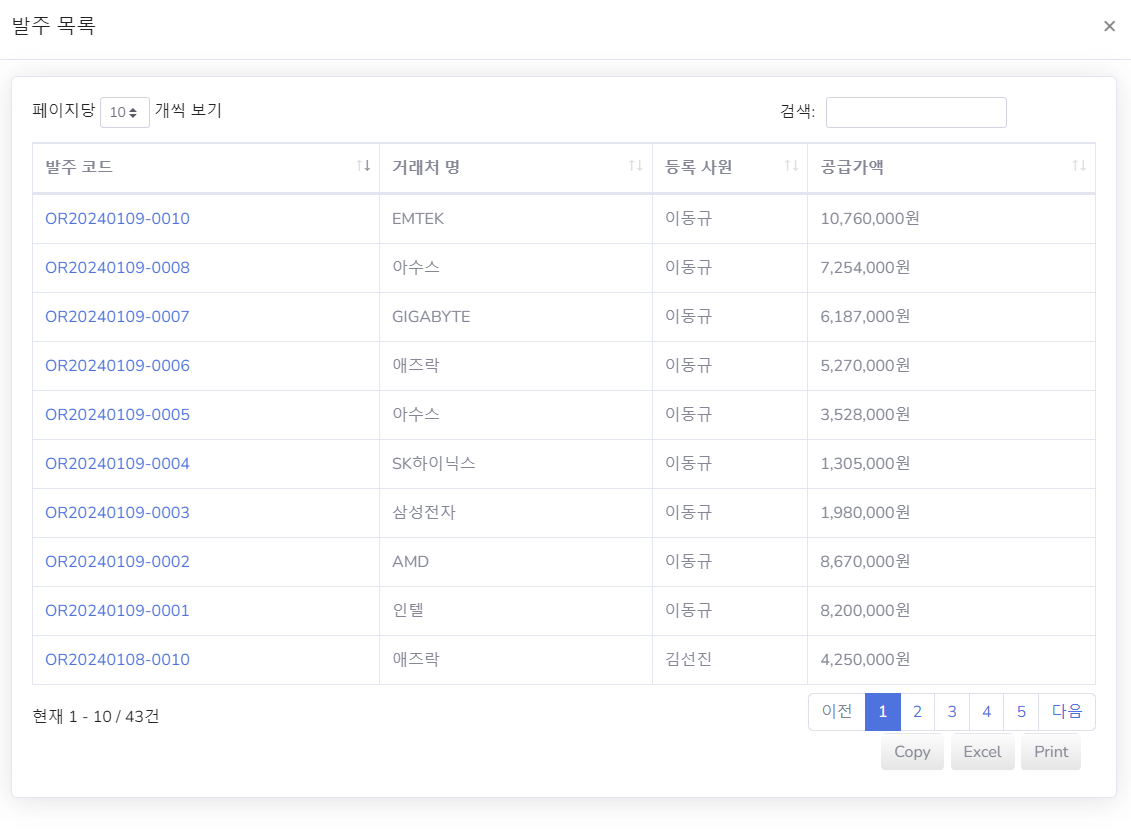 발주 목록
×
페이지당 10 개씩 보기 검색:
발주 코드 거래처 명 등록 사원 공급가액
OR20240109-0010 EMTEK 이동규 10,760,000원
OR20240109-0008 아수스 이동규 7,254,000원
OR20240109-0007 GIGABYTE 이동규 6,187,000원
OR20240109-0006 애즈락 이동규 5,270,000원
OR20240109-0005 아수스 이동규 3,528,000원
OR20240109-0004 SK하이닉스 이동규 1,305,000원
OR20240109-0003 삼성전자 이동규 1,980,000원
OR20240109-0002 AMD 이동규 8,670,000원
OR20240109-0001 인텔 이동규 8,200,000원
OR20240108-0010 애즈락 김선진 4,250,000원
현재 1 - 10 / 43건 이전 1 2 3 4 5 다음
Copy Excel Print